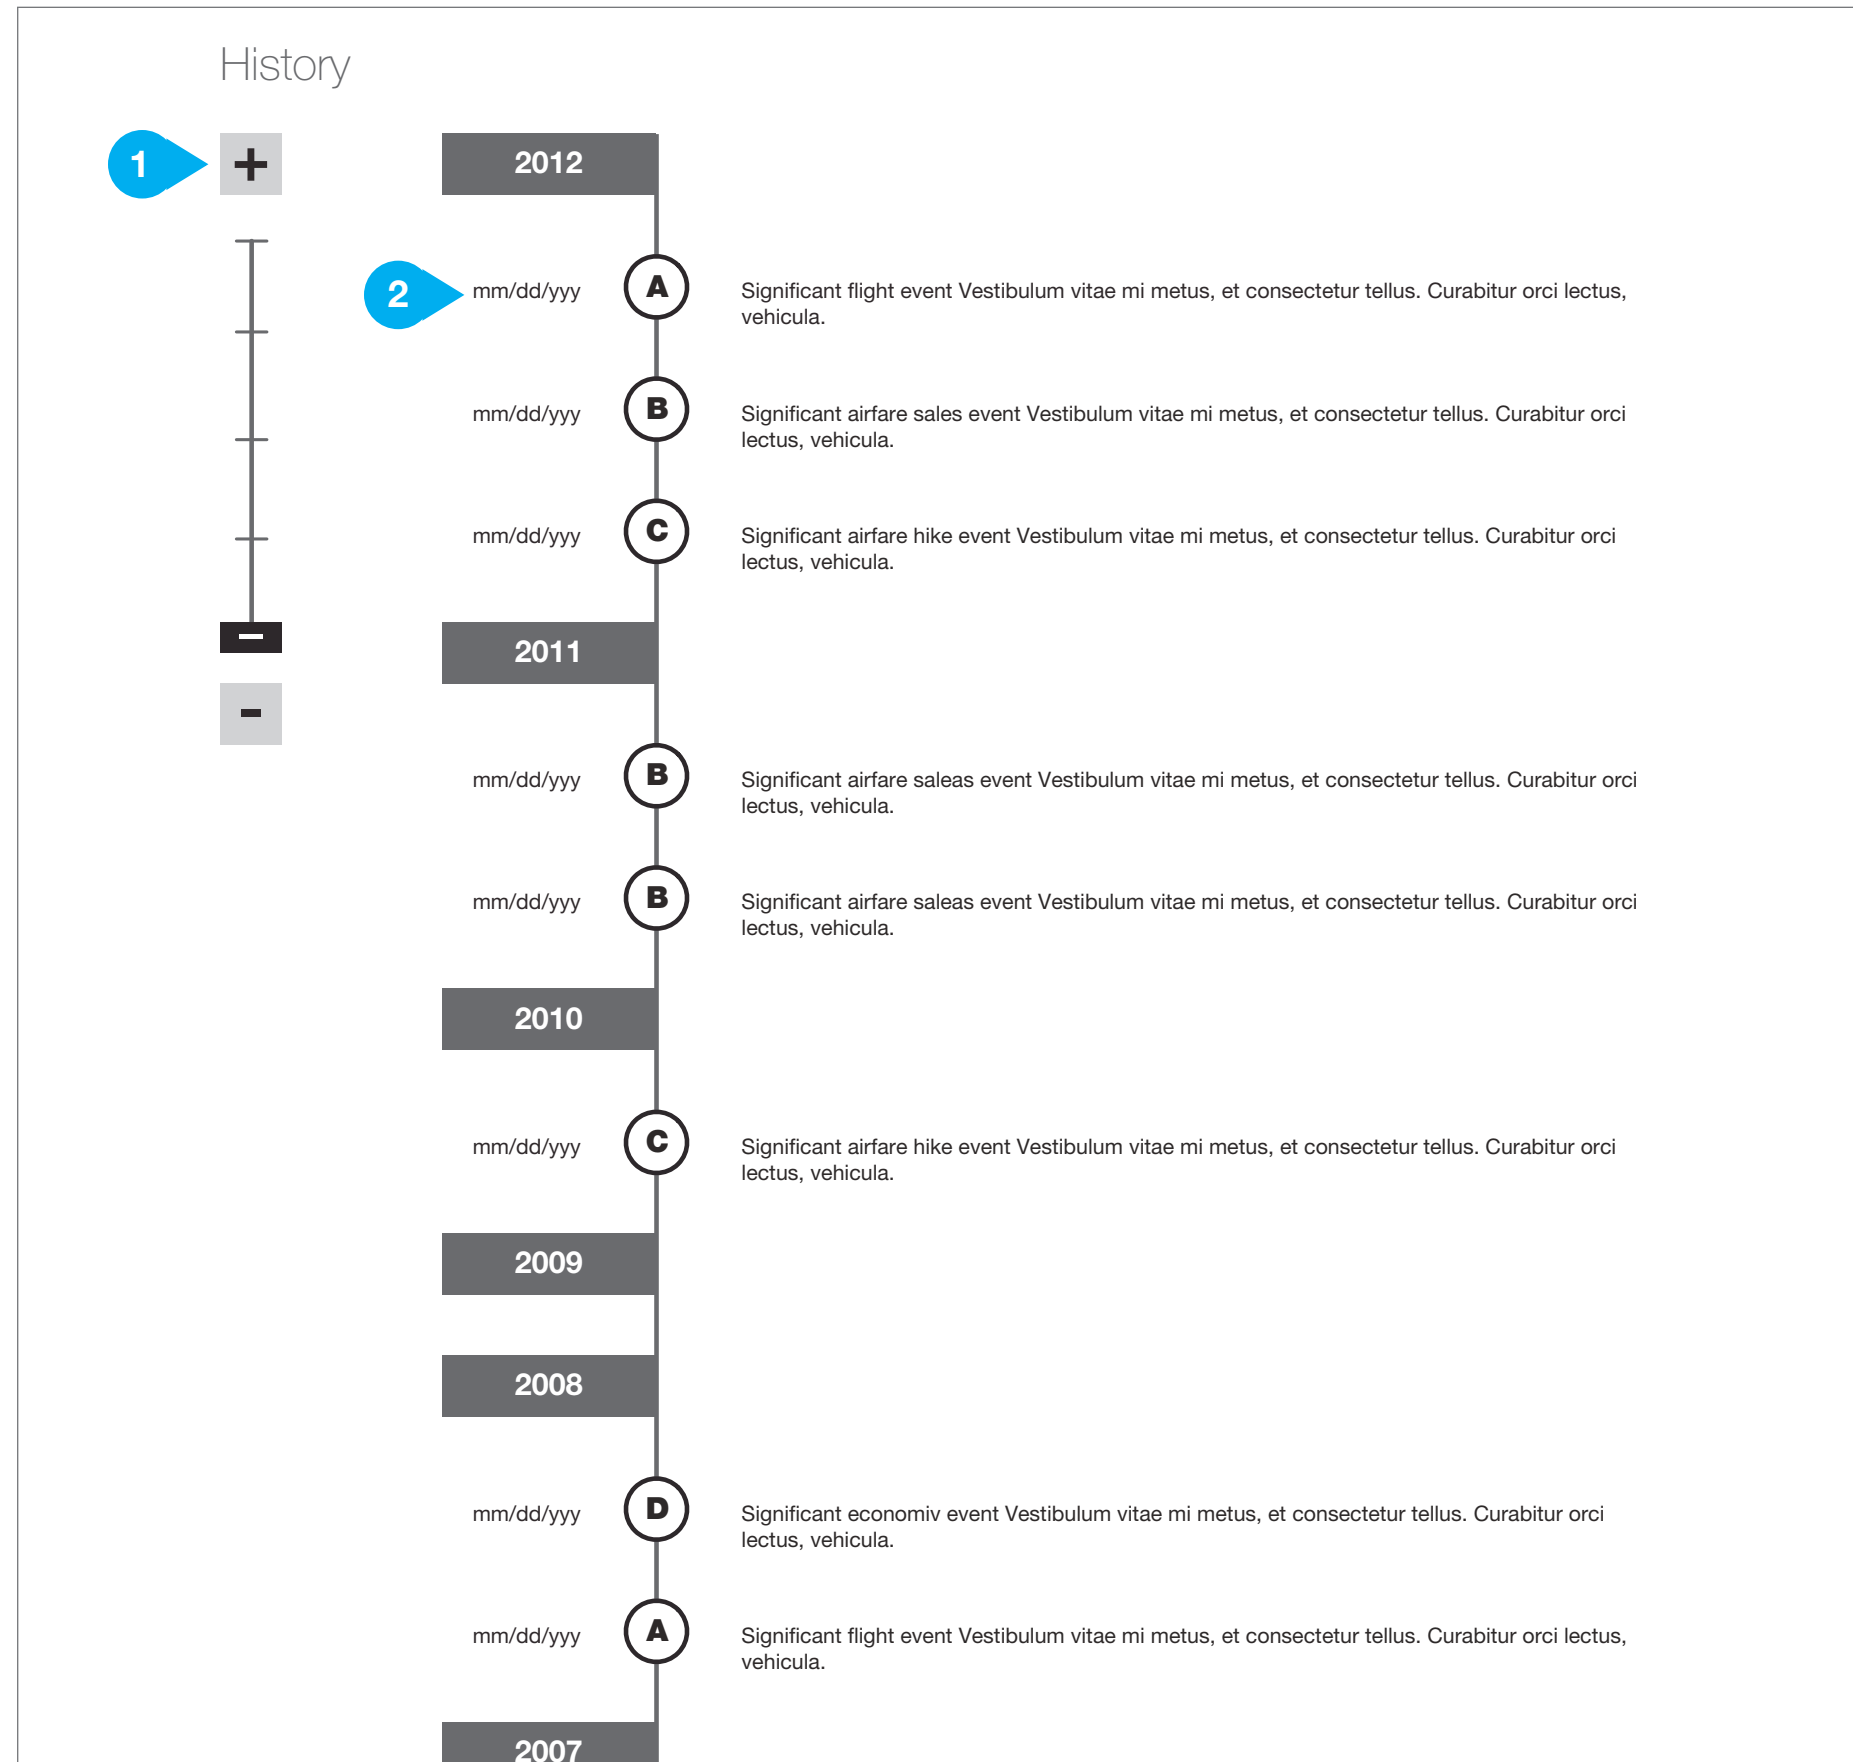 History
1
+
2012
2
mm/dd/yyy
A
Significant flight event Vestibulum vitae mi metus, et consectetur tellus. Curabitur orci lectus,
vehicula.
mm/dd/yyy
B
Significant airfare sales event Vestibulum vitae mi metus, et consectetur tellus. Curabitur orci
lectus, vehicula.
mm/dd/yyy
C
Significant airfare hike event Vestibulum vitae mi metus, et consectetur tellus. Curabitur orci
lectus, vehicula.
-
2011
-
mm/dd/yyy
B
Significant airfare saleas event Vestibulum vitae mi metus, et consectetur tellus. Curabitur orci
lectus, vehicula.
mm/dd/yyy
B
Significant airfare saleas event Vestibulum vitae mi metus, et consectetur tellus. Curabitur orci
lectus, vehicula.
2010
mm/dd/yyy
C
Significant airfare hike event Vestibulum vitae mi metus, et consectetur tellus. Curabitur orci
lectus, vehicula.
2009
2008
mm/dd/yyy
D
Significant economiv event Vestibulum vitae mi metus, et consectetur tellus. Curabitur orci
lectus, vehicula.
mm/dd/yyy
A
Significant flight event Vestibulum vitae mi metus, et consectetur tellus. Curabitur orci lectus,
vehicula.
2007